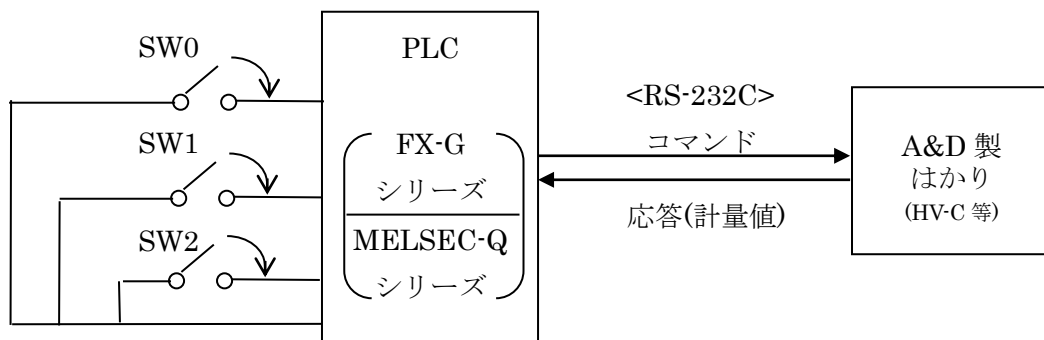 SW0
SW1
SW2
PLC
FX-G
シリーズ
MELSEC-Q
シリーズ
<RS-232C>
コマンド
応答(計量値)
A&D 製
はかり
(HV-C 等)